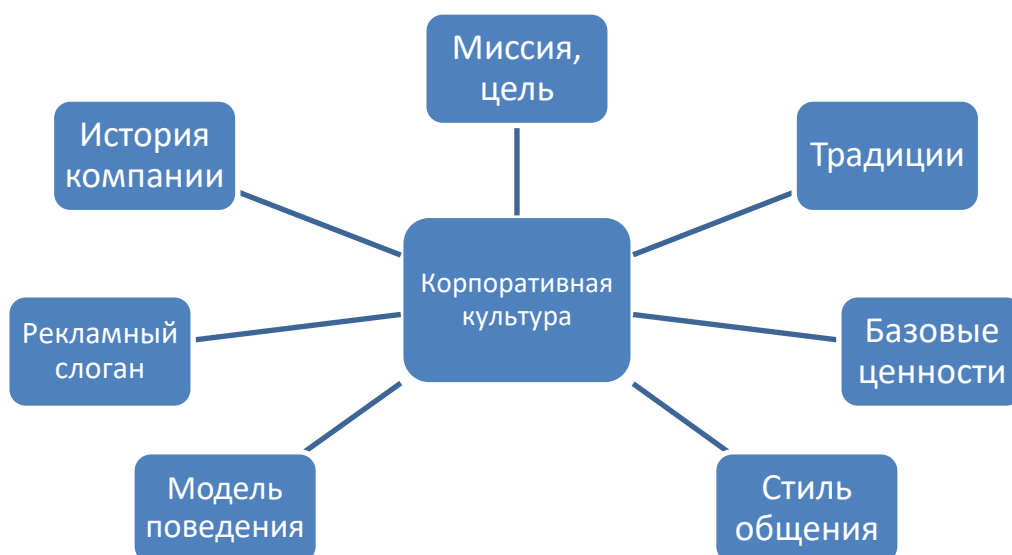 Миссия,
цель
История
компании
Традиции
Корпоративная
культура
Рекламный
слоган
Базовые
ценности
Модель
поведения
Стиль
общения